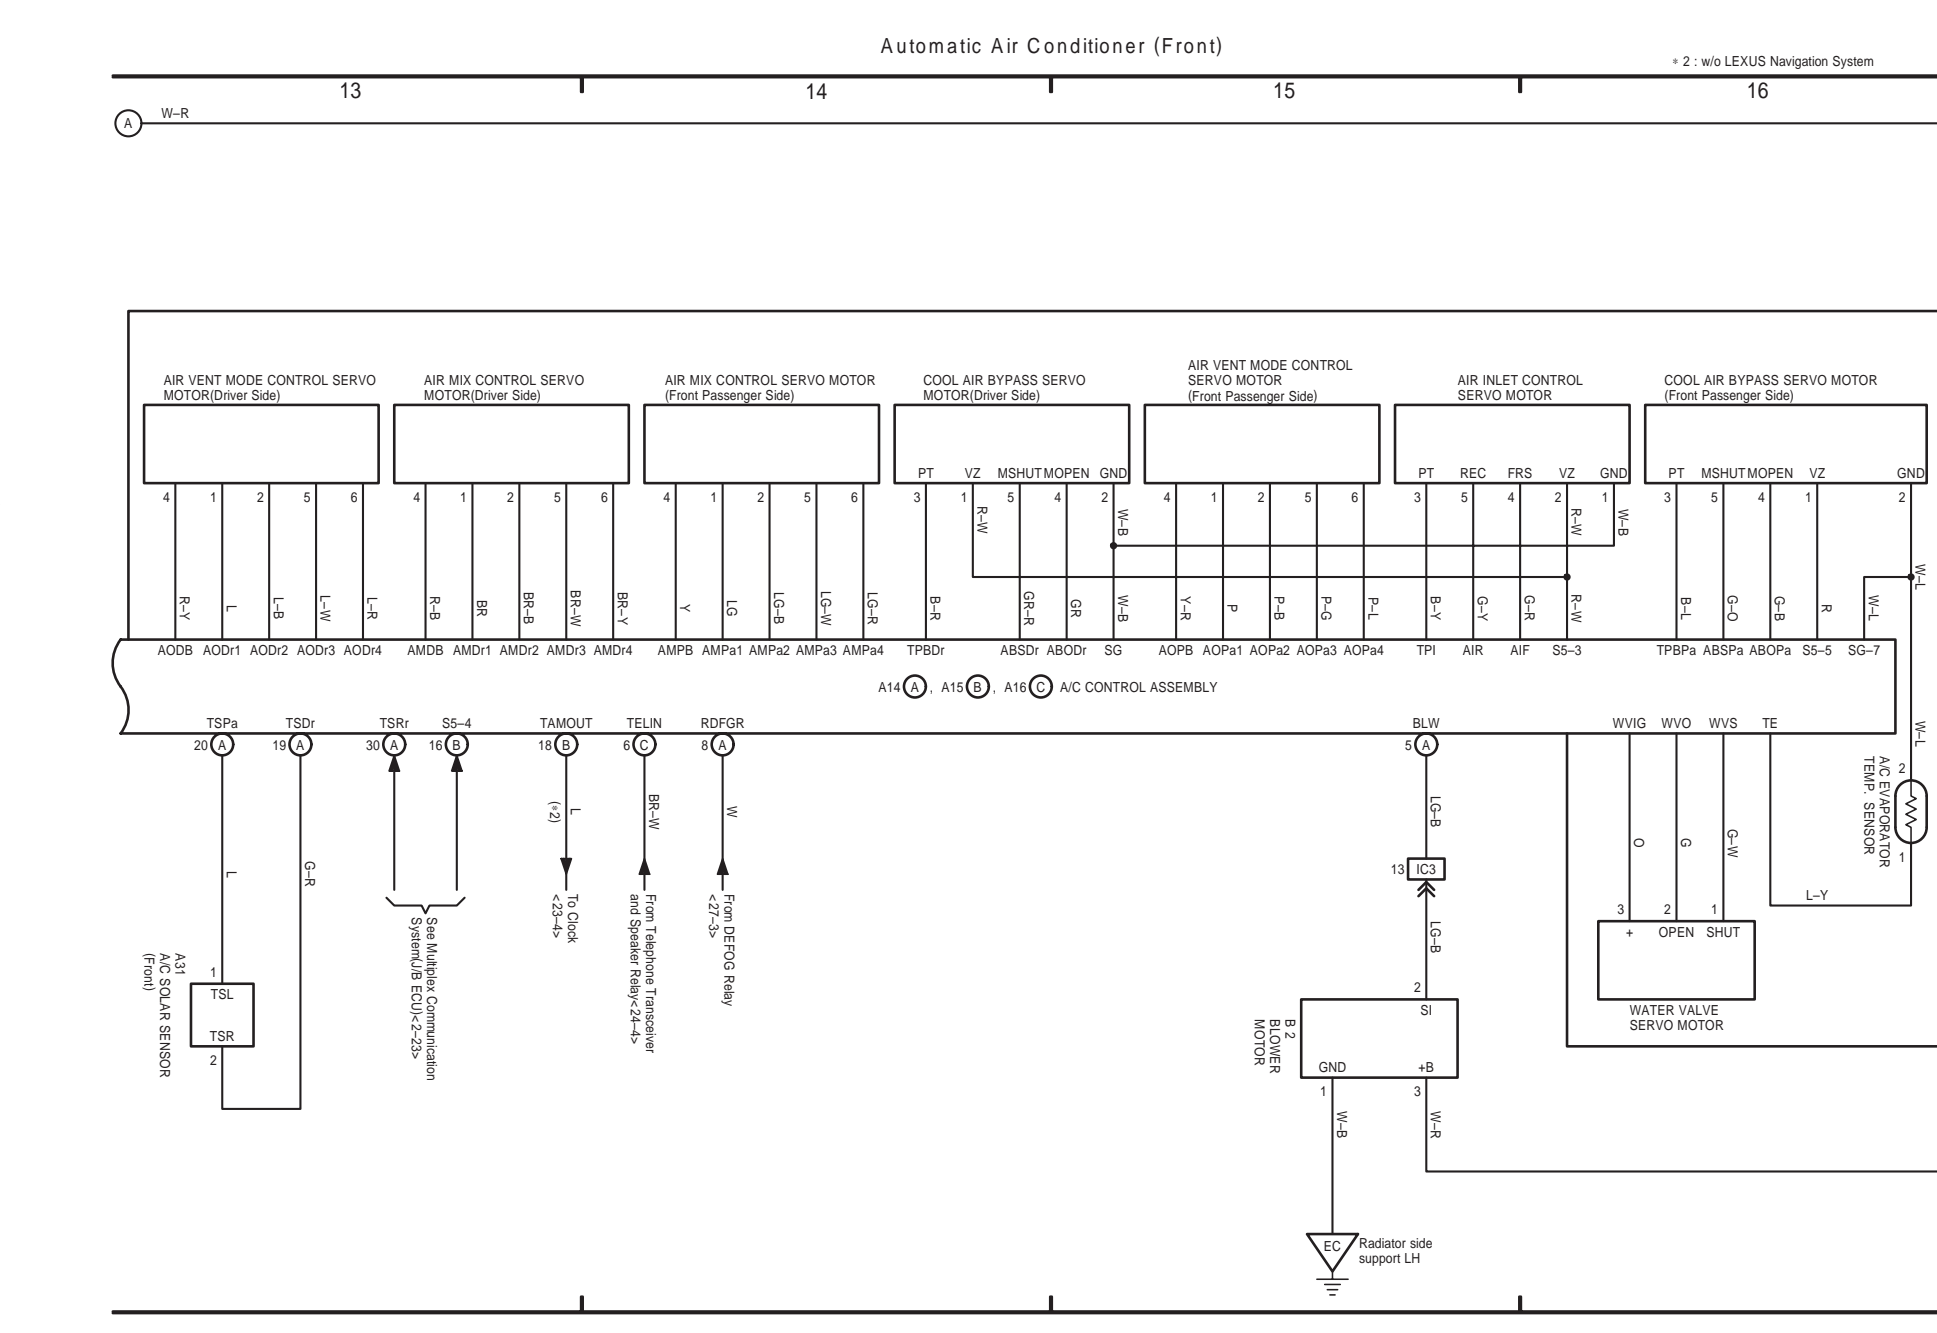 Automatic Air Conditioner (Front)
* 2 : w/o LEXUS Navigation System
13 14 15 16
A W–R
AIR VENT MODE CONTROL SERVO
MOTOR(Driver Side)
AIR MIX CONTROL SERVO
MOTOR(Driver Side)
AIR MIX CONTROL SERVO MOTOR
(Front Passenger Side)
COOL AIR BYPASS SERVO
MOTOR(Driver Side)
AIR VENT MODE CONTROL
SERVO MOTOR
(Front Passenger Side)
AIR INLET CONTROL
SERVO MOTOR
COOL AIR BYPASS SERVO MOTOR
(Front Passenger Side)
PT VZ MSHUT MOPEN GND
PT REC FRS VZ GND
PT MSHUT MOPEN VZ GND
4 1 2 5 6 4 1 2 5 6 4 1 2 5 6 3 1 5 4 2 4 1 2 5 6 3 5 4 2 1 3 5 4 1 2
R–W W–B R–W W–B
W–L
R–Y L L–B L–W L–R R–B BR BR–B BR–W BR–Y Y LG LG–B LG–W LG–R B–R GR–R GR W–B Y–R P P–B P–G P–L B–Y G–Y G–R R–W B–L G–O G–B R W–L
AODB AODr1 AODr2 AODr3 AODr4 AMDB AMDr1 AMDr2 AMDr3 AMDr4 AMPB AMPa1 AMPa2 AMPa3 AMPa4 TPBDr ABSDr ABODr SG AOPB AOPa1 AOPa2 AOPa3 AOPa4 TPI AIR AIF S5–3 TPBPa ABSPa ABOPa S5–5 SG–7
A14 A , A15 B , A16 C A/C CONTROL ASSEMBLY
TSPa TSDr TSRr S5–4 TAMOUT TELIN RDFGR BLW WVIG WVO WVS TE
20 A 19 A 30 A 16 B 18 B 6 C 8 A 5 A
W–L
L
(*2)
BR–W
W
LG–B
2
A/C EVAPORATOR
TEMP. SENSOR
1
O G G–W
L G–R
13 IC3
L–Y
To Clock
<23–4>
From Telephone Transceiver
and Speaker Relay<24–4>
From DEFOG Relay
<27–3>
See Multiplex Communication
System(J/B ECU)<2–23>
LG–B
3 2 1
+ OPEN SHUT
WATER VALVE
SERVO MOTOR
A31
A/C SOLAR SENSOR
(Front)
1
TSL
TSR
2
2
SI
B 2
BLOWER
MOTOR
GND +B
1 3
W–B W–R
EC
Radiator side
support LH